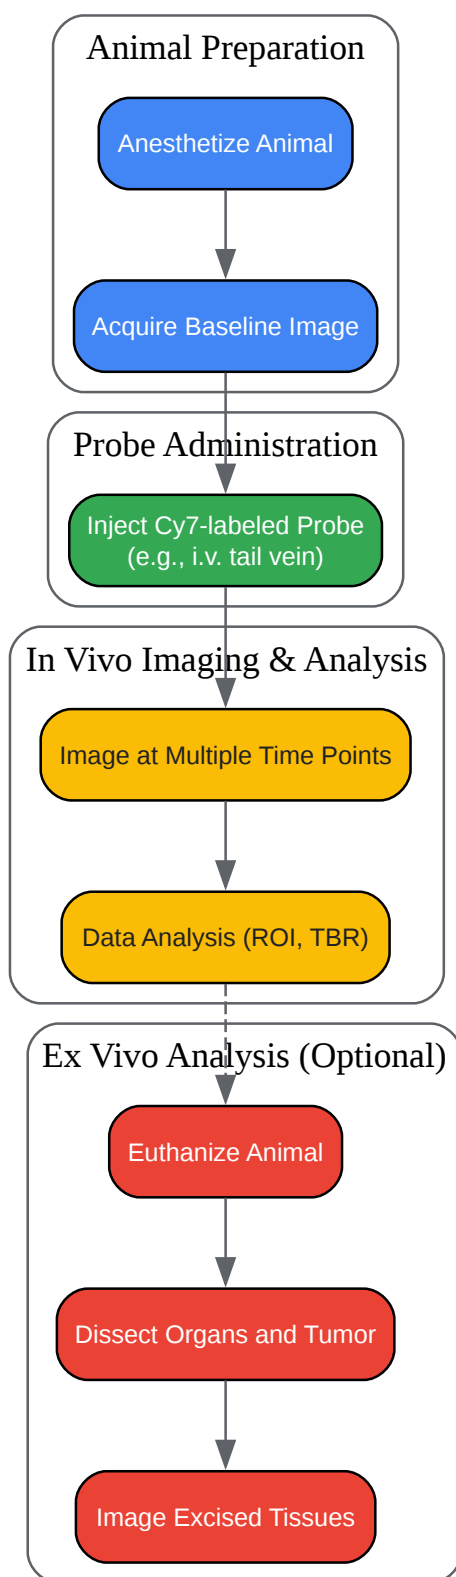 Animal Preparation
Anesthetize Animal
Acquire Baseline Image
Probe Administration
Inject Cy7-labeled Probe
(e.g., i.v. tail vein)
In Vivo Imaging & Analysis
Image at Multiple Time Points
Data Analysis (ROI, TBR)
Ex Vivo Analysis (Optional)
Euthanize Animal
Dissect Organs and Tumor
Image Excised Tissues